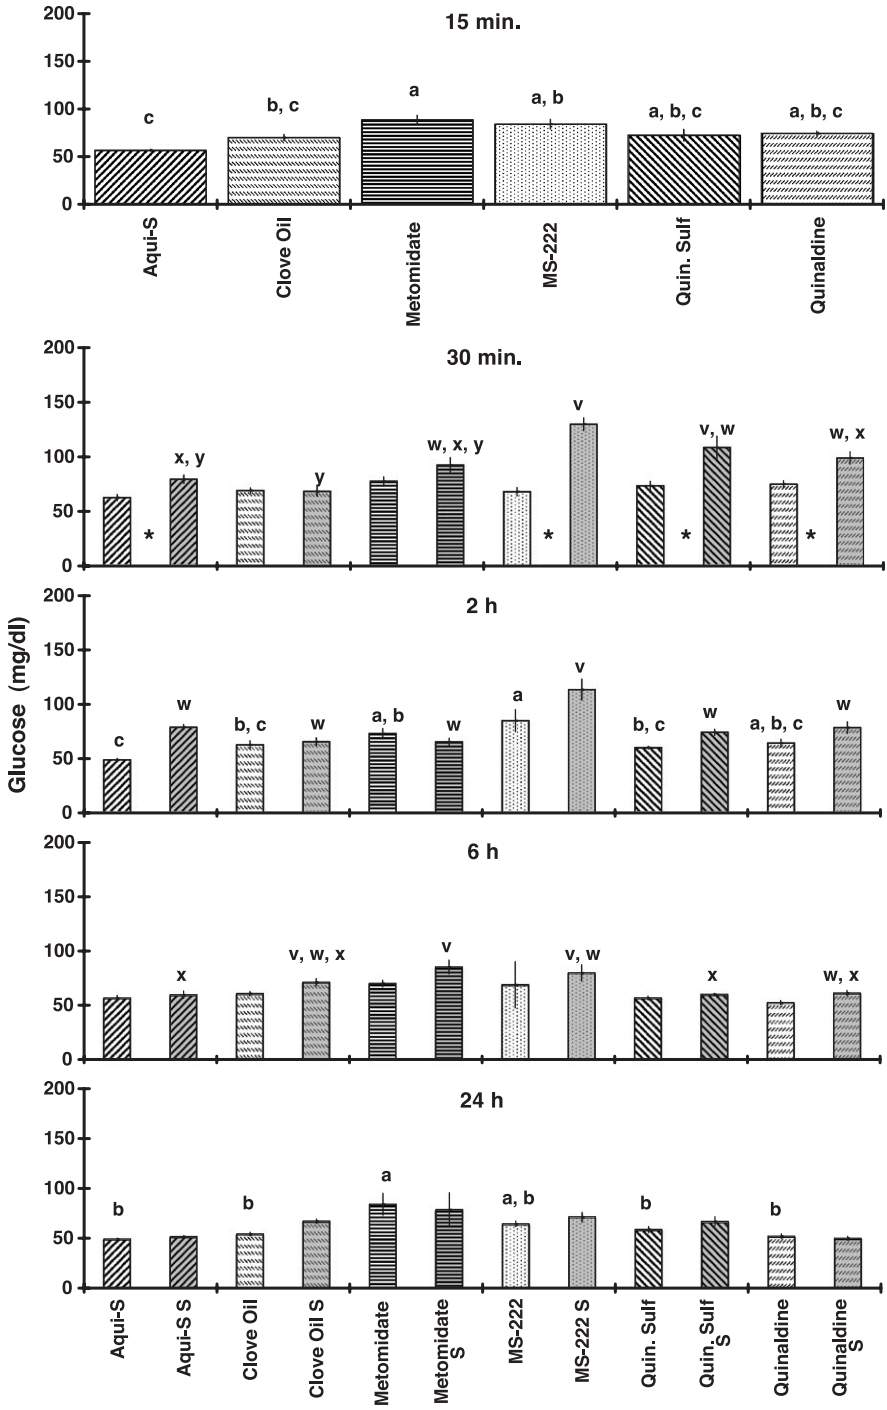 Glucose (mg/dl)
15 min.
200
150
100
50
0
c
b, c
a
a, b
a, b, c
a, b, c
Aqui-S
Clove Oil
Metomidate
MS-222
Quin. Sulf
Quinaldine
30 min.
200
150
100
50
0
x, y
y
w, x, y
v
v, w
w, x
*
*
*
*
2 h
200
150
100
50
0
c
w
b, c
w
a, b
w
a
v
b, c
w
a, b, c
w
6 h
200
150
100
50
0
x
v, w, x
v
v, w
x
w, x
24 h
200
150
100
50
0
b
b
a
a, b
b
b
Aqui-S
Aqui-S S
Clove Oil
Clove Oil S
Metomidate
Metomidate
S
MS-222
MS-222 S
Quin. Sulf
Quin. Sulf
S
Quinaldine
Quinaldine
S